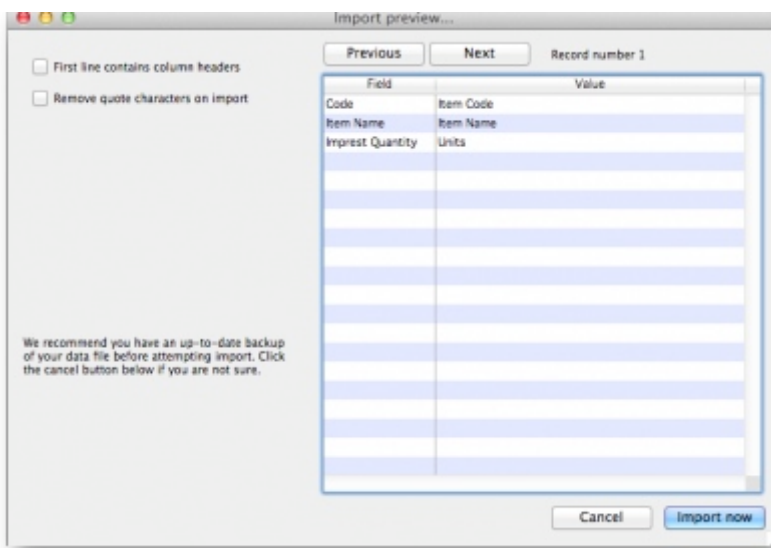 Import preview...
First line contains column headers
Remove quote characters on import
Previous Next Record number 1
Field Value
Code Item Code
Item Name Item Name
Imprest Quantity Units
We recommend you have an up-to-date backup
of your data file before attempting import. Click
the cancel button below if you are not sure.
Cancel Import now